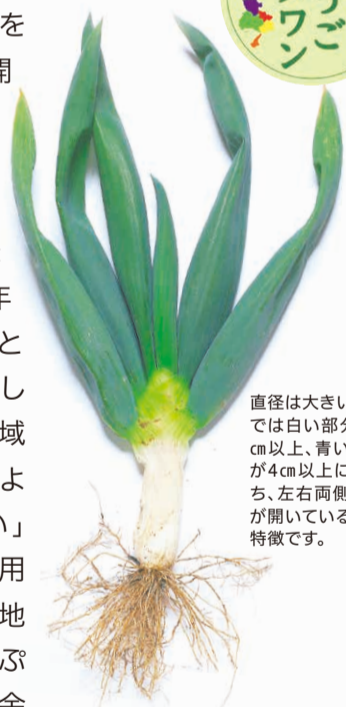 を
開
年
と
し
域
よ
い」
用
地
ぷ
うご
ワン
直径は大きい
では白い部分
cm以上、青い
が4cm以上に
ち、左右両側
が開いている
特徴です。